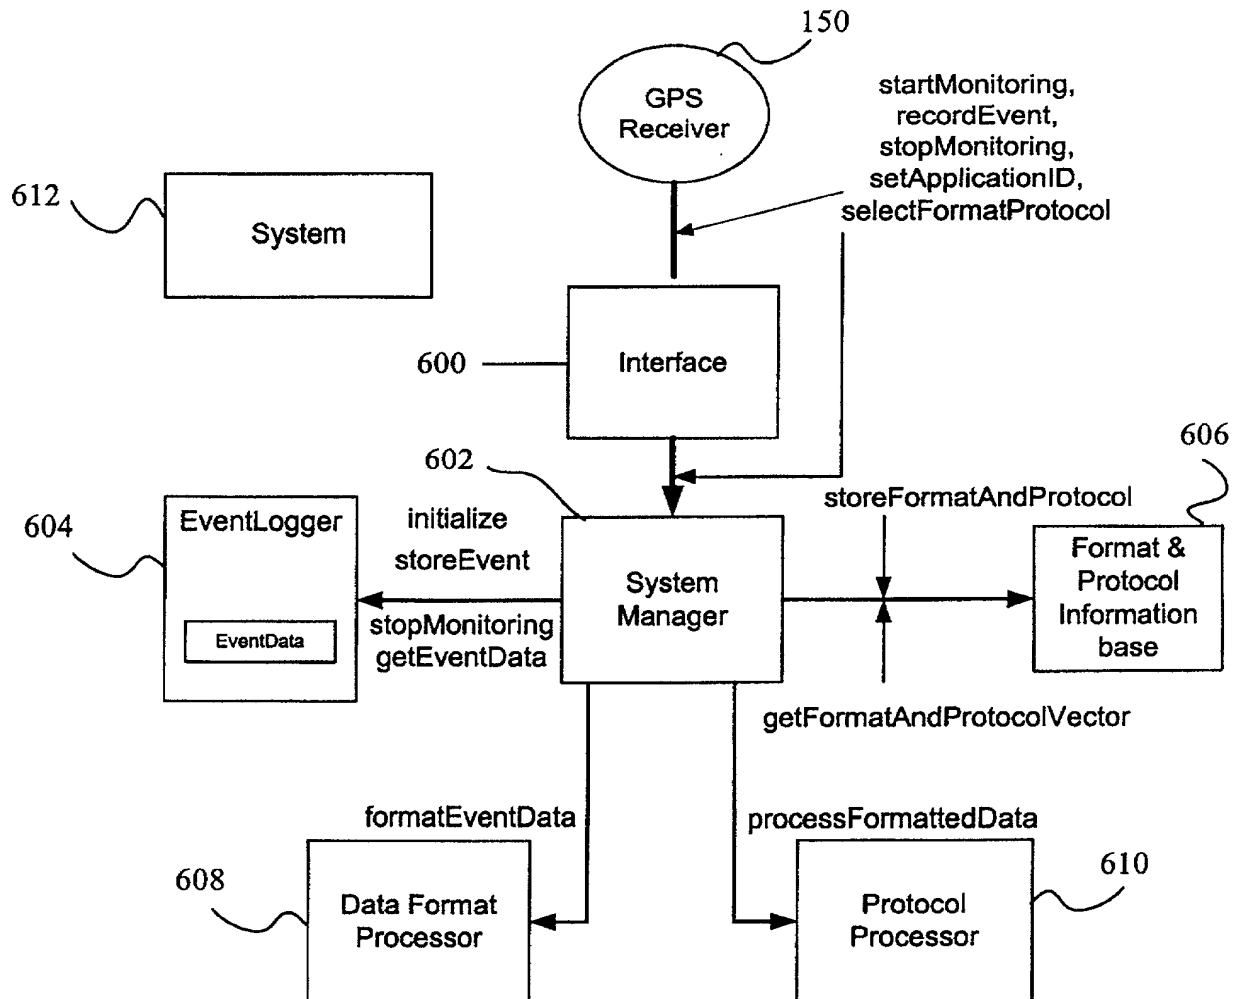 150
GPS
Receiver
startMonitoring,
recordEvent,
stopMonitoring,
setApplicationID,
selectFormatProtocol
612
System
600
Interface
602
606
604
EventLogger
EventData
initialize
storeEvent
stopMonitoring
getEventData
System
Manager
storeFormatAndProtocol
Format &
Protocol
Information
base
getFormatAndProtocolVector
formatEventData
processFormattedData
608
Data Format
Processor
Protocol
Processor
610